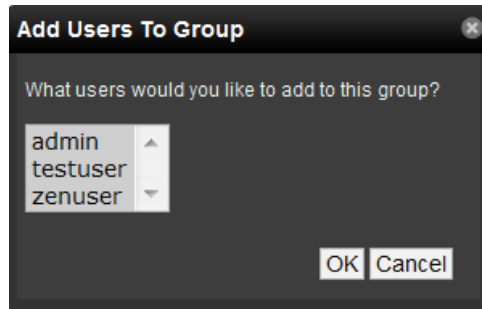 Add Users To Group
What users would you like to add to this group?
admin
testuser
zenuser
OK Cancel